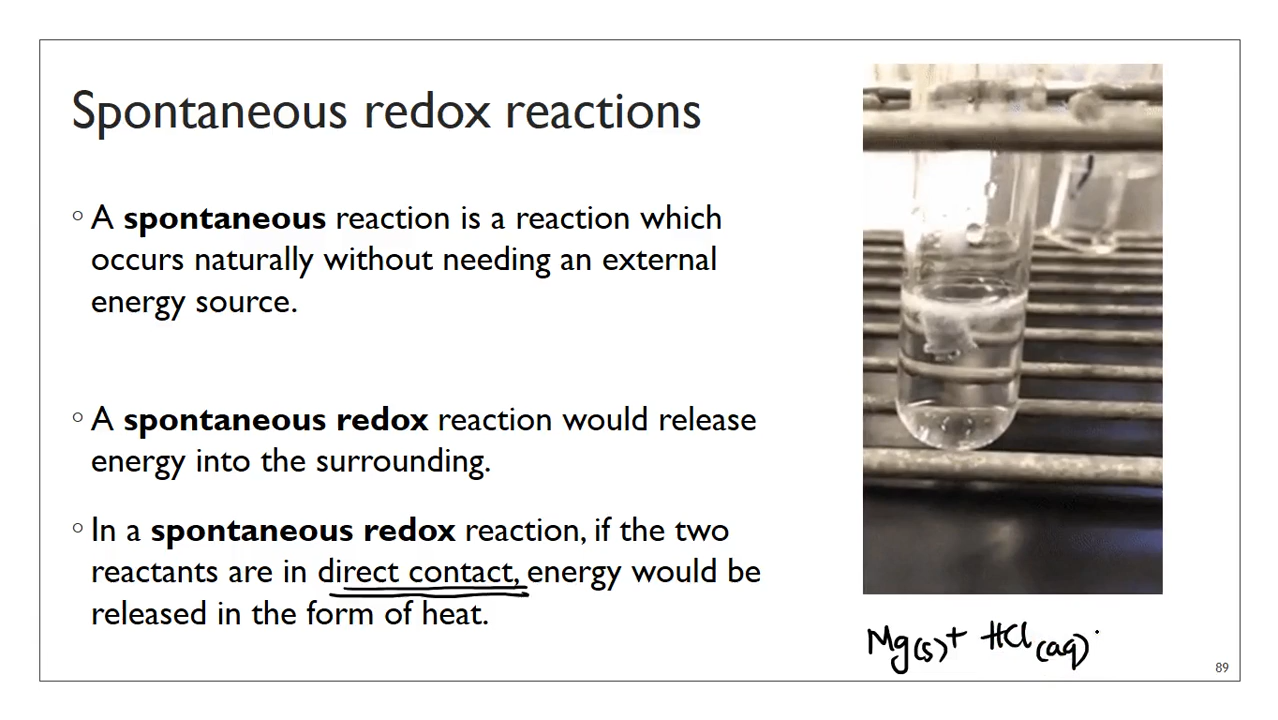 Spontaneous redox reactions
◦ A spontaneous reaction is a reaction which
occurs naturally without needing an external
energy source.
◦ A spontaneous redox reaction would release
energy into the surrounding.
◦ In a spontaneous redox reaction, if the two
reactants are in direct contact, energy would be
released in the form of heat.
Mg(s)+ HCl(aq)
89